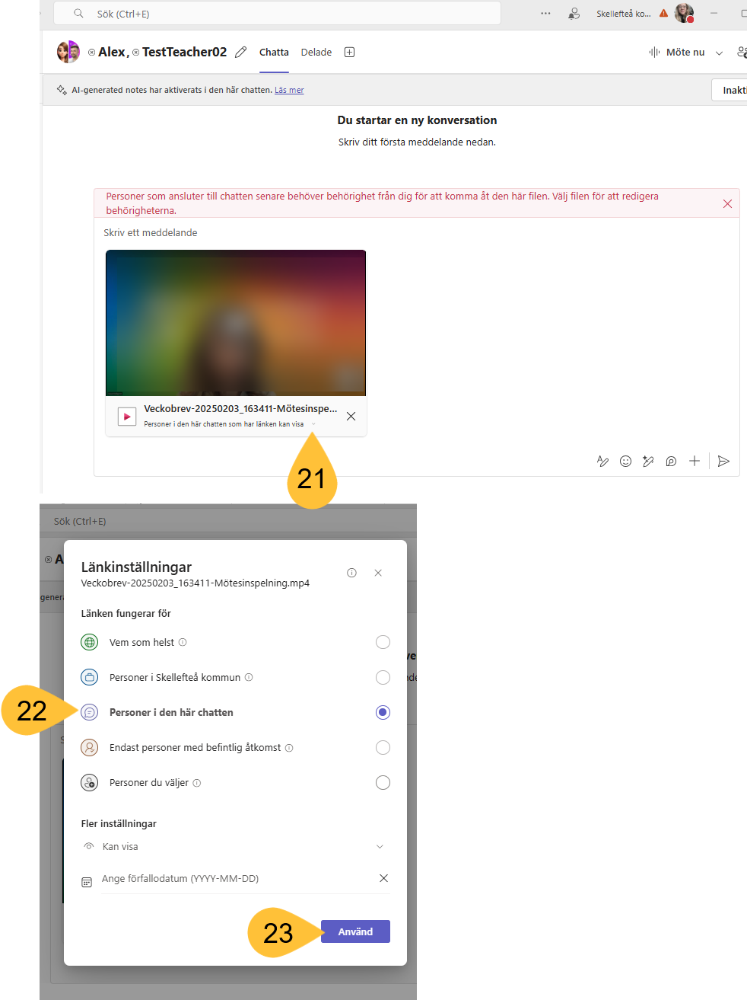 Sök (Ctrl+E)
Skellefteå ko...
Alex, TestTeacher02 Chatta Delade
Möte nu
AI-generated notes har aktiverats i den här chatten. Läs mer
Inakti
Du startar en ny konversation
Skriv ditt första meddelande nedan.
Personer som ansluter till chatten senare behöver behörighet från dig för att komma åt den här filen. Välj filen för att redigera
behörigheterna.
Skriv ett meddelande
Veckobrev-20250203_163411-Mötesinspe...
Personer i den här chatten som har länken kan visa
21
Sök (Ctrl+E)
A
genera
Länkinställningar
Veckobrev-20250203_163411-Mötesinspelning.mp4
Länken fungerar för
Vem som helst
ve
Personer i Skellefteå kommun
nde
22
Personer i den här chatten
S
Endast personer med befintlig åtkomst
Personer du väljer
Fler inställningar
Kan visa
Ange förfallodatum (YYYY-MM-DD)
23
Använd